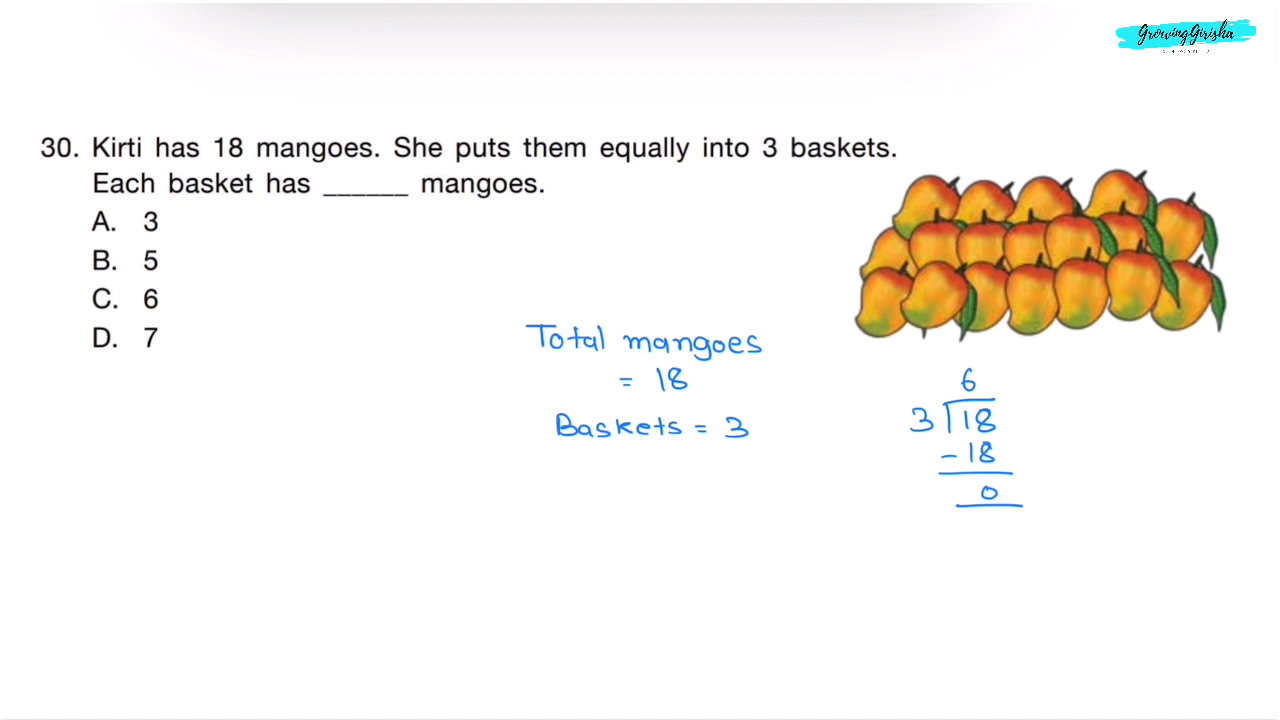 GrowingGirisha
30. Kirti has 18 mangoes. She puts them equally into 3 baskets.
Each basket has ______ mangoes.
A. 3
B. 5
C. 6
D. 7
Total mangoes
= 18
Baskets = 3
6
3 18
- 18
0